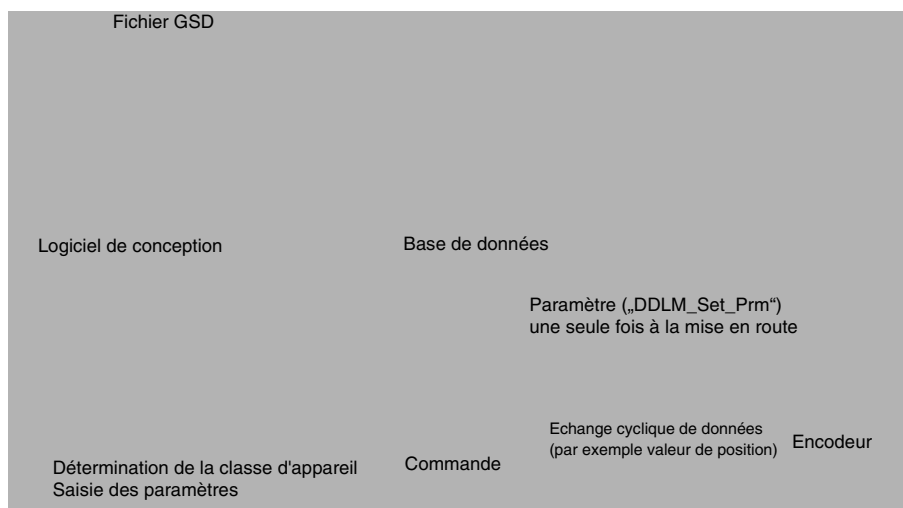 Fichier GSD
Logiciel de conception
Base de données
Paramètre („DDLM_Set_Prm“)
une seule fois à la mise en route
Echange cyclique de données
(par exemple valeur de position)
Encodeur
Commande
Détermination de la classe d'appareil
Saisie des paramètres